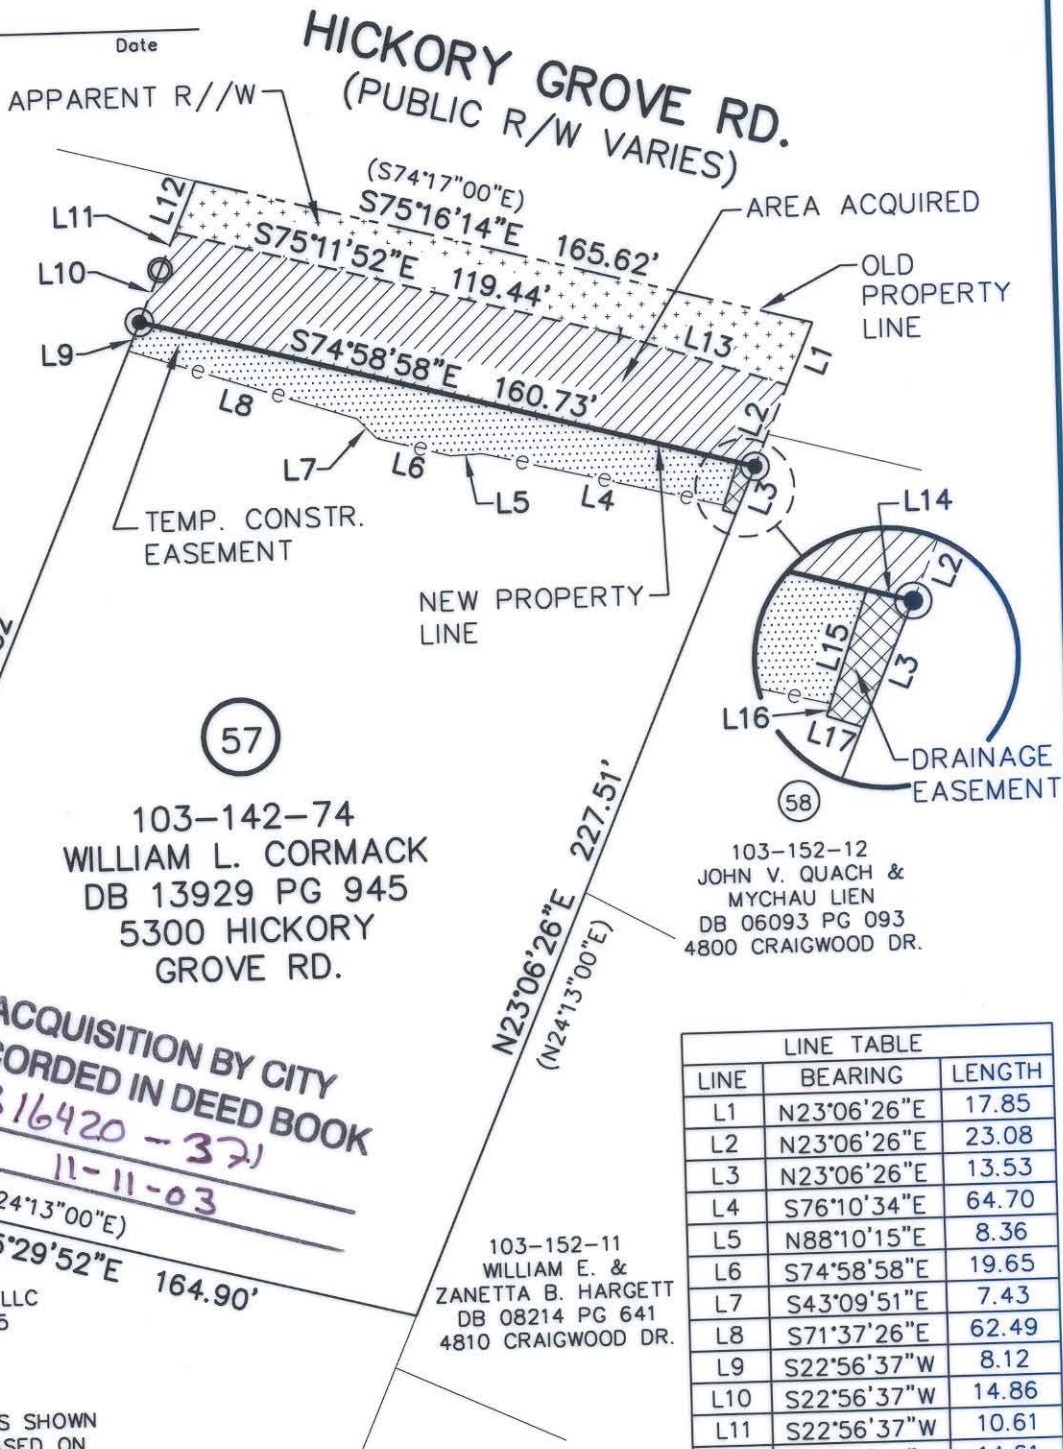 Date
HICKORY GROVE RD.
(PUBLIC R/W VARIES)
APPARENT R//W
(S74°17"00"E)
S75°16'14"E 165.62'
S75°11'52"E 119.44'
S74°58'58"E 160.73'
AREA ACQUIRED
OLD
PROPERTY
LINE
L12
L11
L10
L9
L8
L7
L6
L5
L4
L13
L1
L2
L3
e
e
e
e
e
e
TEMP. CONSTR.
EASEMENT
NEW PROPERTY
LINE
L14
L2
L15
L3
e
L16
L17
DRAINAGE
EASEMENT
57
103-142-74
WILLIAM L. CORMACK
DB 13929 PG 945
5300 HICKORY
GROVE RD.
58
103-152-12
JOHN V. QUACH &
MYCHAU LIEN
DB 06093 PG 093
4800 CRAIGWOOD DR.
N23°06'26"E 227.51'
(N24°13"00"E)
ACQUISITION BY CITY
CORDED IN DEED BOOK
16420 - 371
11-11-03
24°13"00"E)
29'52"E 164.90'
LLC
103-152-11
WILLIAM E. &
ZANETTA B. HARGETT
DB 08214 PG 641
4810 CRAIGWOOD DR.
S SHOWN
ASED ON
LINE TABLE
LINE BEARING LENGTH
L1 N23°06'26"E 17.85
L2 N23°06'26"E 23.08
L3 N23°06'26"E 13.53
L4 S76°10'34"E 64.70
L5 N88°10'15"E 8.36
L6 S74°58'58"E 19.65
L7 S43°09'51"E 7.43
L8 S71°37'26"E 62.49
L9 S22°56'37"W 8.12
L10 S22°56'37"W 14.86
L11 S22°56'37"W 10.61